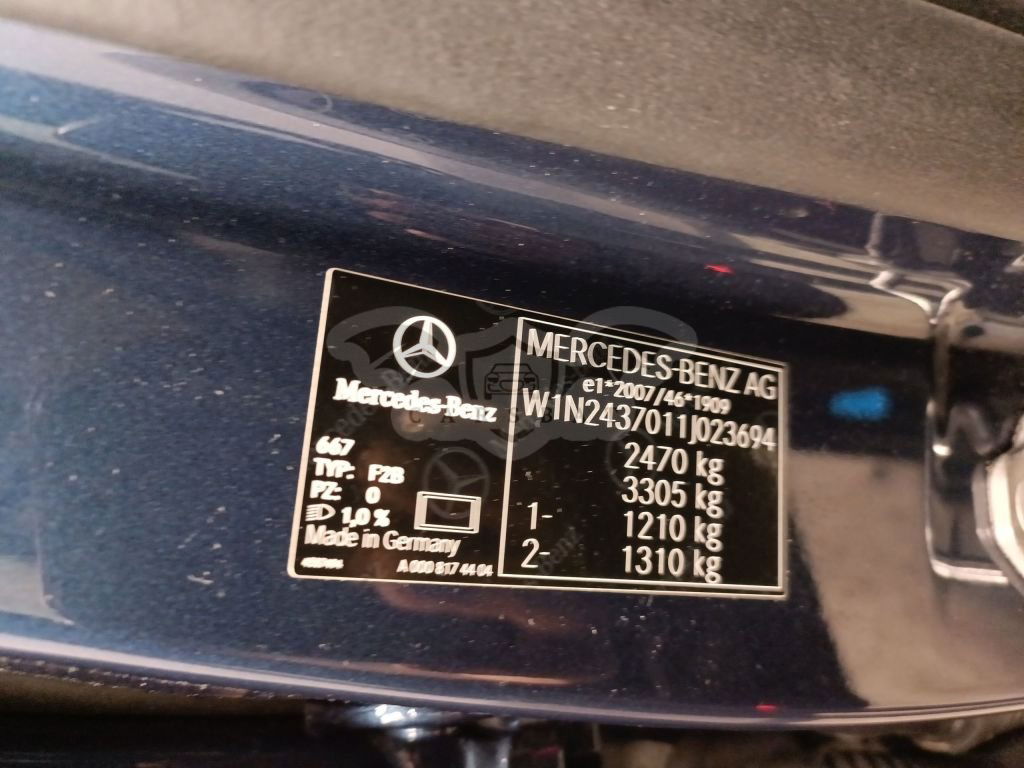 Mercedes-Benz
667
TYP: F2B
PZ: 0
1,0 %
Made in Germany
A 000 817 44 04
MERCEDES-BENZ AG
e1*2007/46*1909
W1N2437011J023694
2470 kg
3305 kg
1- 1210 kg
2- 1310 kg